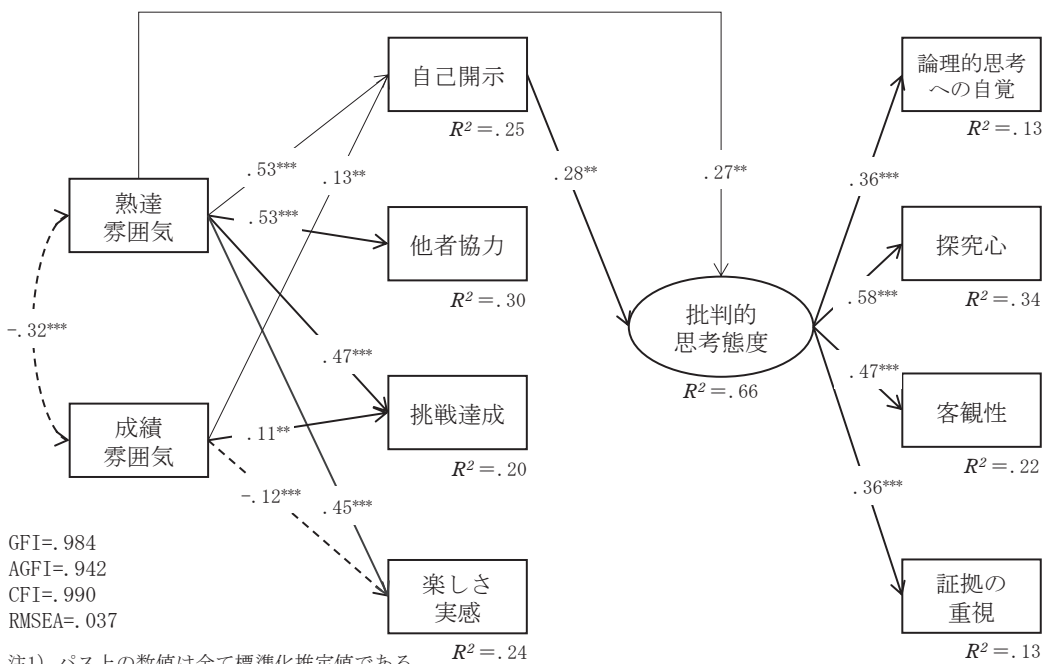 自己開示
R²=.25
論理的思考
への自覚
R²=.13
.53***
.13**
.28**
.27**
.36***
熟達
雰囲気
.53***
他者協力
R²=.30
探究心
R²=.34
.58***
-.32***
批判的
思考態度
R²=.66
.47***
.47***
成績
雰囲気
.11**
挑戦達成
R²=.20
客観性
R²=.22
-.12***
.45***
.36***
GFI=.984
AGFI=.942
CFI=.990
RMSEA=.037
楽しさ
実感
R²=.24
証拠の
重視
R²=.13
注1) パス上の数値は全て標準化推定値である